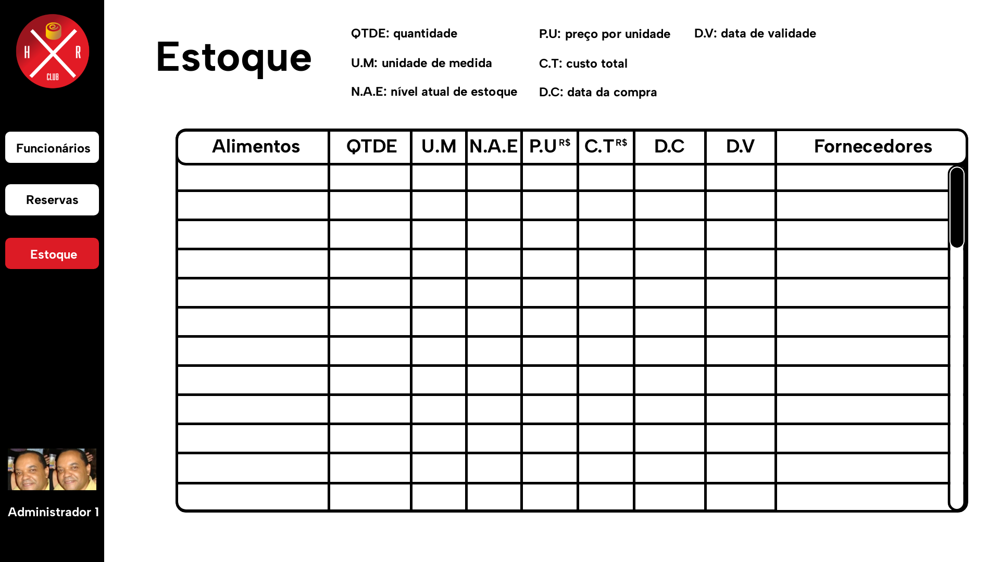 H R
CLUB
Funcionários
Reservas
Estoque
Administrador 1
Estoque
QTDE: quantidade
U.M: unidade de medida
N.A.E: nível atual de estoque
P.U: preço por unidade
C.T: custo total
D.C: data da compra
D.V: data de validade
Alimentos QTDE U.M N.A.E P.U R$ C.T R$ D.C D.V Fornecedores